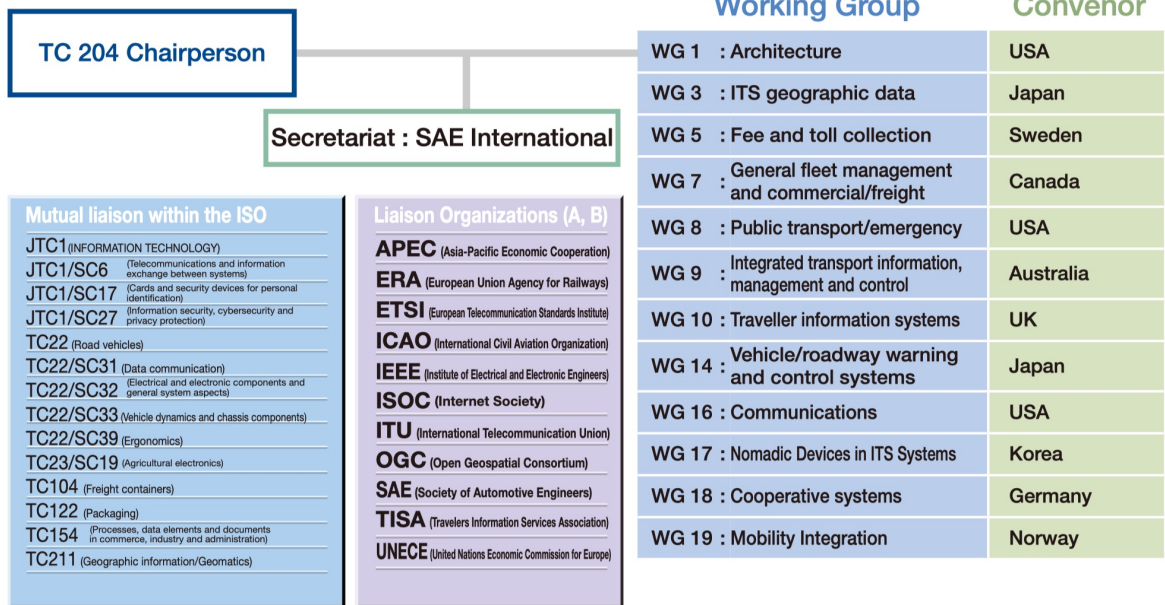 TC 204 Chairperson
Secretariat : SAE International
Mutual liaison within the ISO
JTC1(INFORMATION TECHNOLOGY)
JTC1/SC6 (Telecommunications and information
exchange between systems)
JTC1/SC17 (Cards and security devices for personal
identification)
JTC1/SC27 (Information security, cybersecurity and
privacy protection)
TC22 (Road vehicles)
TC22/SC31 (Data communication)
TC22/SC32 (Electrical and electronic components and
general system aspects)
TC22/SC33 (Vehicle dynamics and chassis components)
TC22/SC39 (Ergonomics)
TC23/SC19 (Agricultural electronics)
TC104 (Freight containers)
TC122 (Packaging)
TC154 (Processes, data elements and documents
in commerce, industry and administration)
TC211 (Geographic information/Geomatics)
Liaison Organizations (A, B)
APEC (Asia-Pacific Economic Cooperation)
ERA (European Union Agency for Railways)
ETSI (European Telecommunication Standards Institute)
ICAO (International Civil Aviation Organization)
IEEE (Institute of Electrical and Electronic Engineers)
ISOC (Internet Society)
ITU (International Telecommunication Union)
OGC (Open Geospatial Consortium)
SAE (Society of Automotive Engineers)
TISA (Travelers Information Services Association)
UNECE (United Nations Economic Commission for Europe)
Working Group Convenor
WG 1 : Architecture USA
WG 3 : ITS geographic data Japan
WG 5 : Fee and toll collection Sweden
WG 7 : General fleet management
and commercial/freight Canada
WG 8 : Public transport/emergency USA
WG 9 : Integrated transport information,
management and control Australia
WG 10 : Traveller information systems UK
WG 14 : Vehicle/roadway warning
and control systems Japan
WG 16 : Communications USA
WG 17 : Nomadic Devices in ITS Systems Korea
WG 18 : Cooperative systems Germany
WG 19 : Mobility Integration Norway